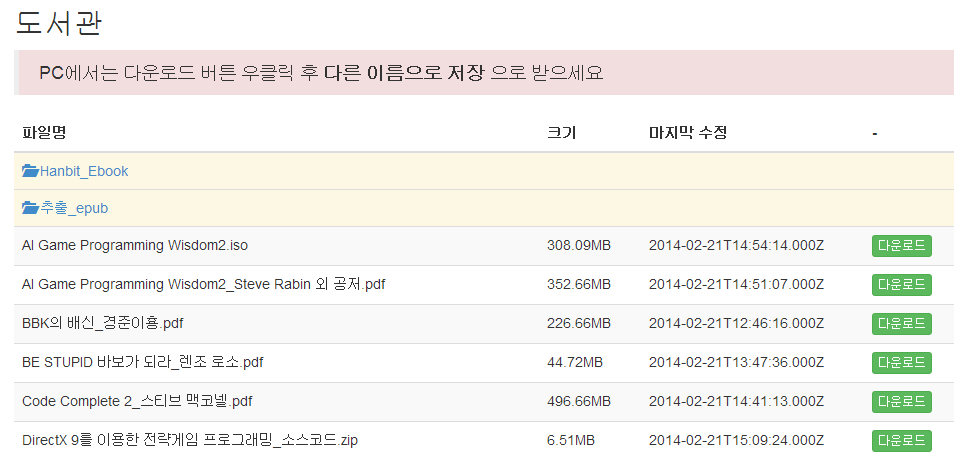 도서관
PC에서는 다운로드 버튼 우클릭 후 다른 이름으로 저장 으로 받으세요
파일명 크기 마지막 수정 -
Hanbit_Ebook
추출_epub
AI Game Programming Wisdom2.iso 308.09MB 2014-02-21T14:54:14.000Z 다운로드
AI Game Programming Wisdom2_Steve Rabin 외 공저.pdf 352.66MB 2014-02-21T14:51:07.000Z 다운로드
BBK의 배신_경준이횽.pdf 226.66MB 2014-02-21T12:46:16.000Z 다운로드
BE STUPID 바보가 되라_렌조 로소.pdf 44.72MB 2014-02-21T13:47:36.000Z 다운로드
Code Complete 2_스티브 맥코넬.pdf 496.66MB 2014-02-21T14:41:13.000Z 다운로드
DirectX 9를 이용한 전략게임 프로그래밍_소스코드.zip 6.51MB 2014-02-21T15:09:24.000Z 다운로드